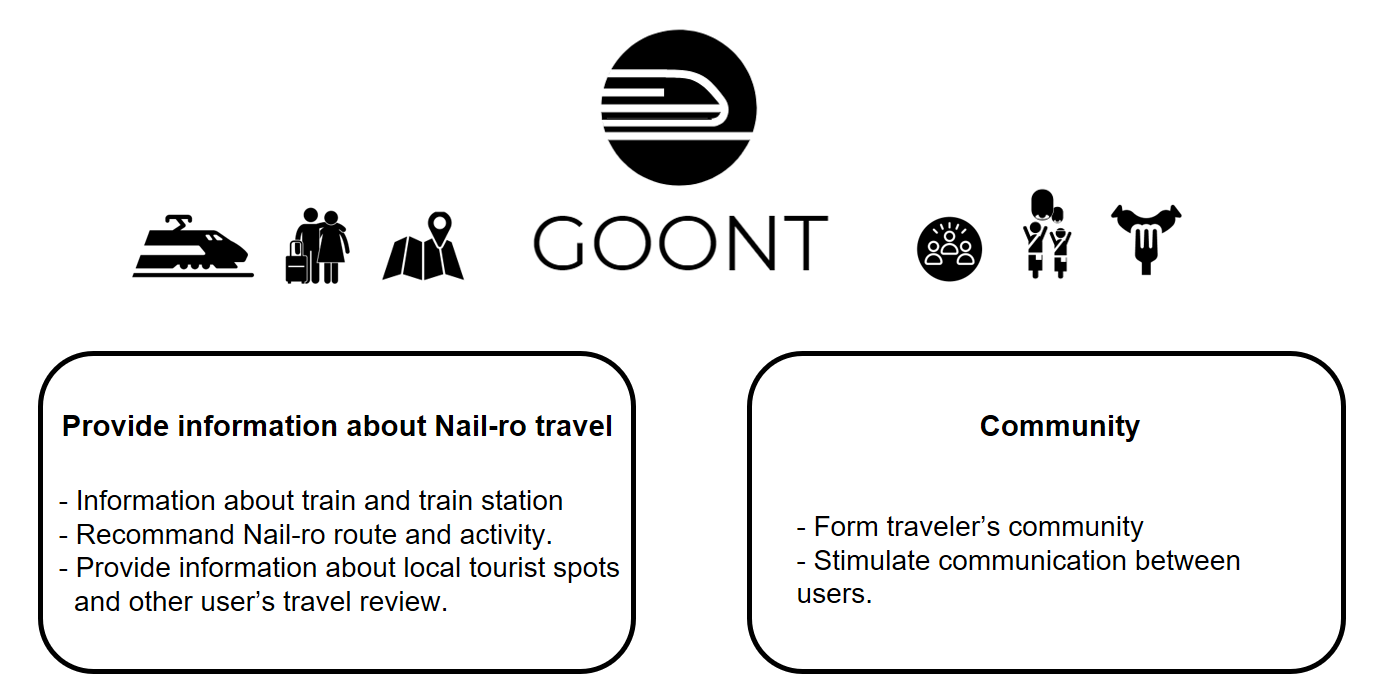 GOONT
Provide information about Nail-ro travel
- Information about train and train station
- Recommand Nail-ro route and activity.
- Provide information about local tourist spots
and other user's travel review.
Community
- Form traveler's community
- Stimulate communication between
users.